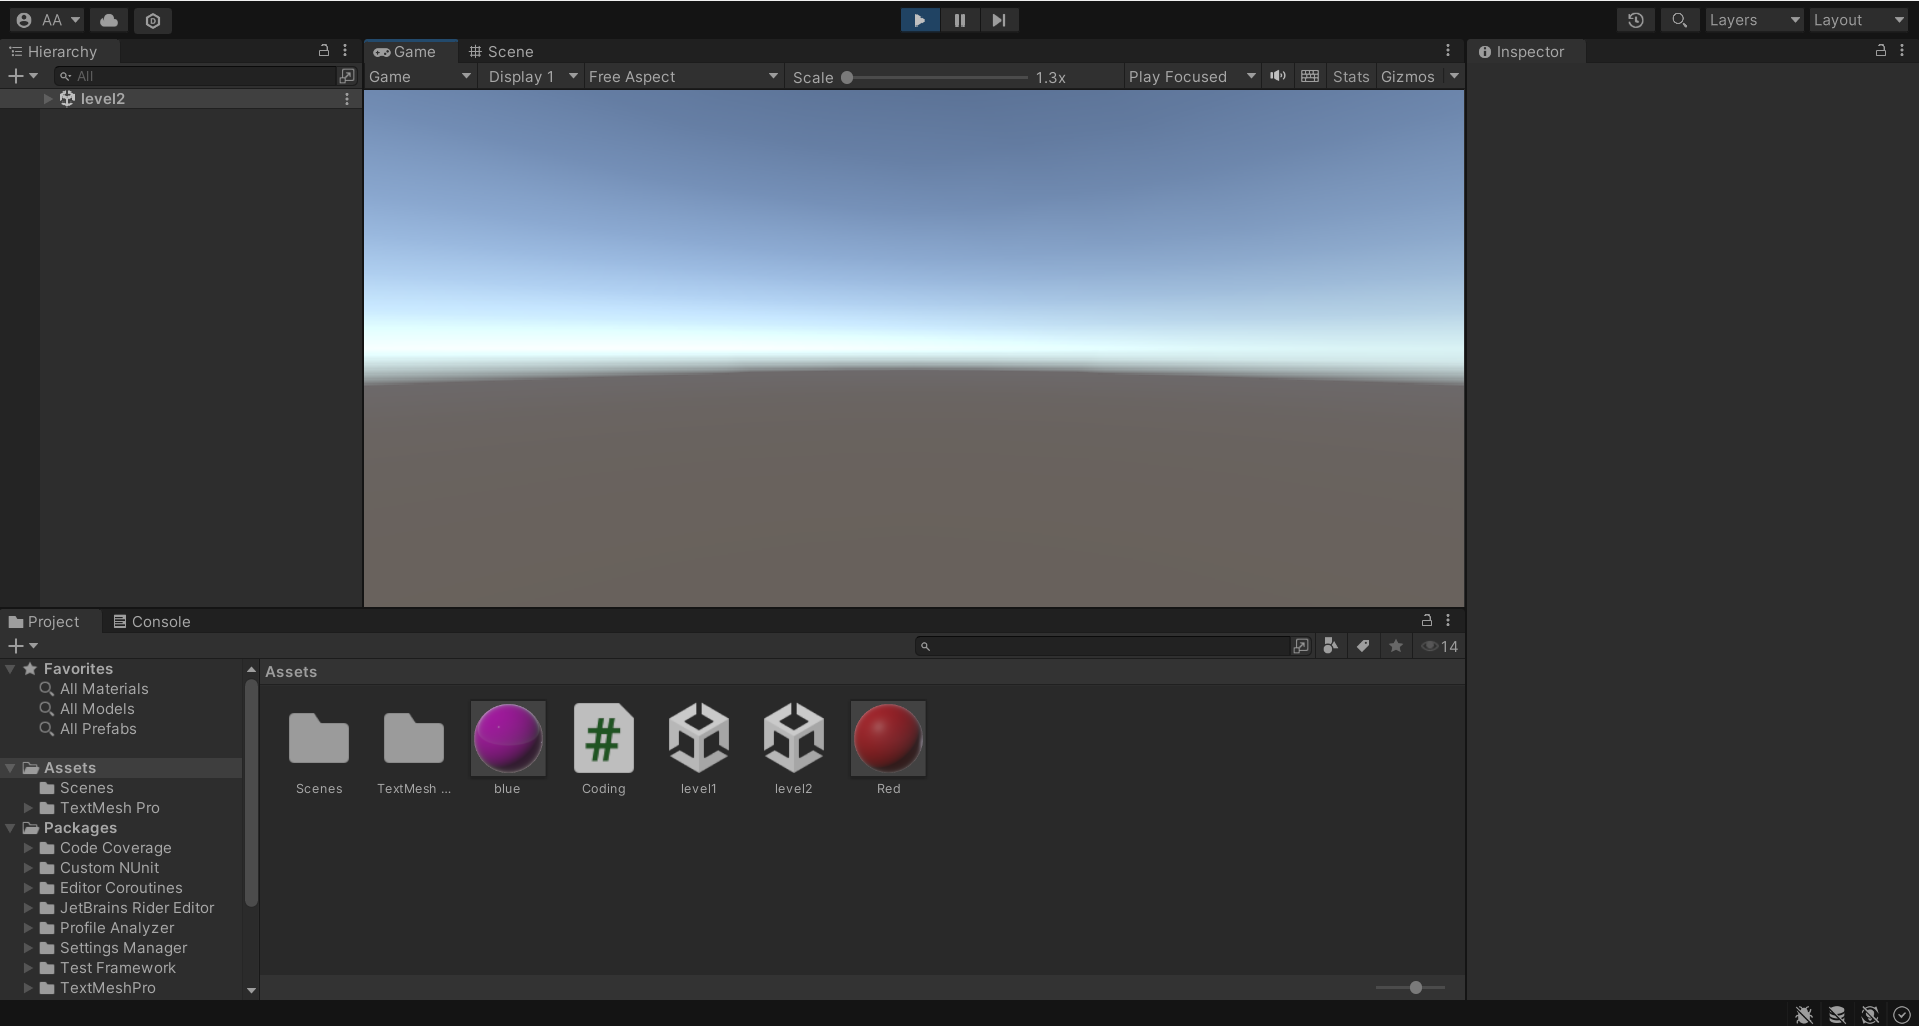 AA
Layers
Layout
Hierarchy
Game
Scene
Inspector
All
Game
Display 1
Free Aspect
Scale
1.3x
Play Focused
Stats
Gizmos
level2
Project
Console
14
Favorites
All Materials
All Models
All Prefabs
Assets
Scenes
TextMesh Pro
Packages
Code Coverage
Custom NUnit
Editor Coroutines
JetBrains Rider Editor
Profile Analyzer
Settings Manager
Test Framework
TextMeshPro
Assets
#
Scenes
TextMesh ...
blue
Coding
level1
level2
Red